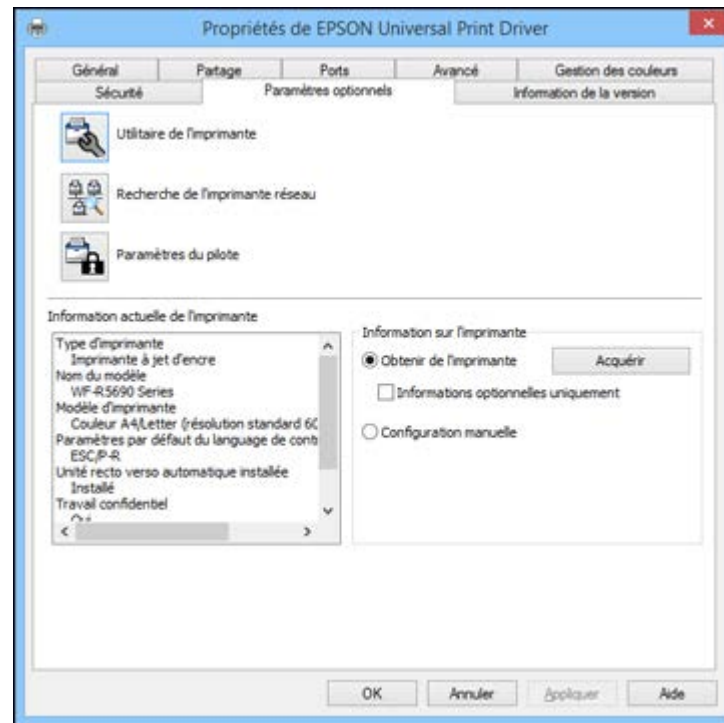 Propriétés de EPSON Universal Print Driver
Général Partage Ports Avancé Gestion des couleurs
Sécurité Paramètres optionnels Information de la version
Utilitaire de l'imprimante
Recherche de l'imprimante réseau
Paramètres du pilote
Information actuelle de l'imprimante
Type d'imprimante
Imprimante à jet d'encre
Nom du modèle
WF-R5690 Series
Modèle d'imprimante
Couleur A4/Letter (résolution standard 60
Paramètres par défaut du language de cont
ESC/P-R
Unité recto verso automatique installée
Installé
Travail confidentiel
Information sur l'imprimante
Obtenir de l'imprimante Acquérir
Informations optionnelles uniquement
Configuration manuelle
OK Annuler Appliquer Aide